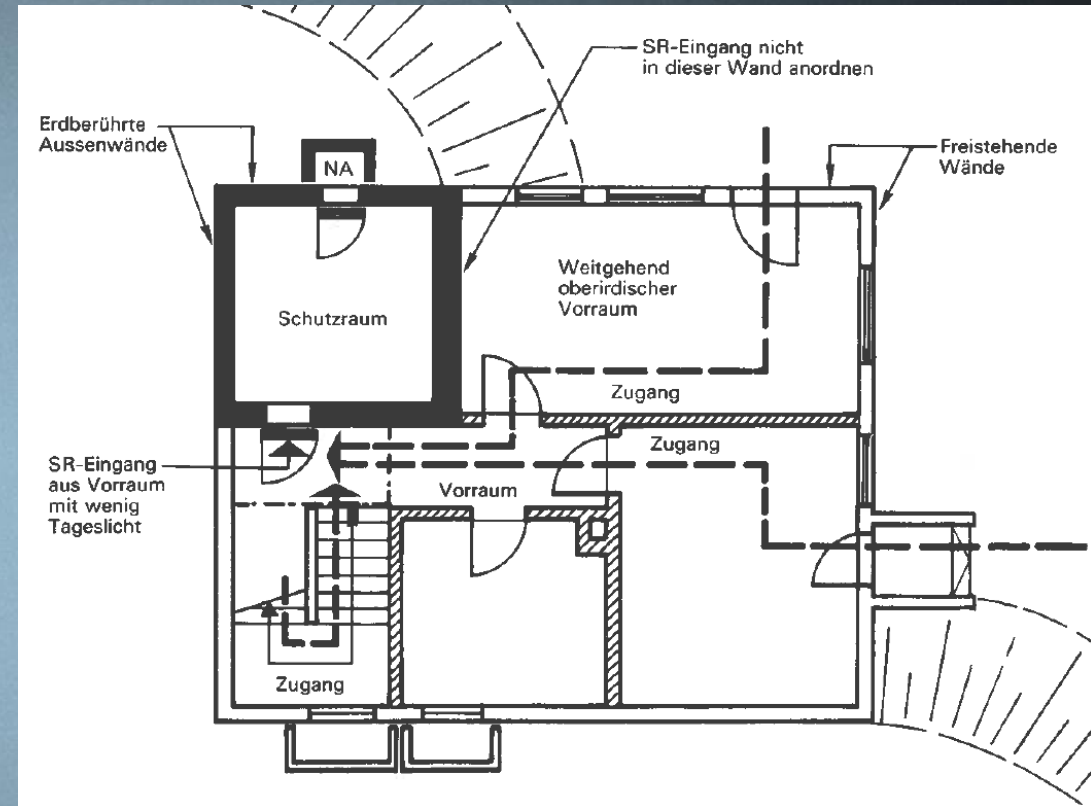 SR-Eingang nicht
in dieser Wand anordnen
Erdberührte
Aussenwände
NA
Freistehende
Wände
Weitgehend
oberirdischer
Vorraum
Schutzraum
Zugang
Zugang
SR-Eingang
aus Vorraum
mit wenig
Tageslicht
Vorraum
Zugang